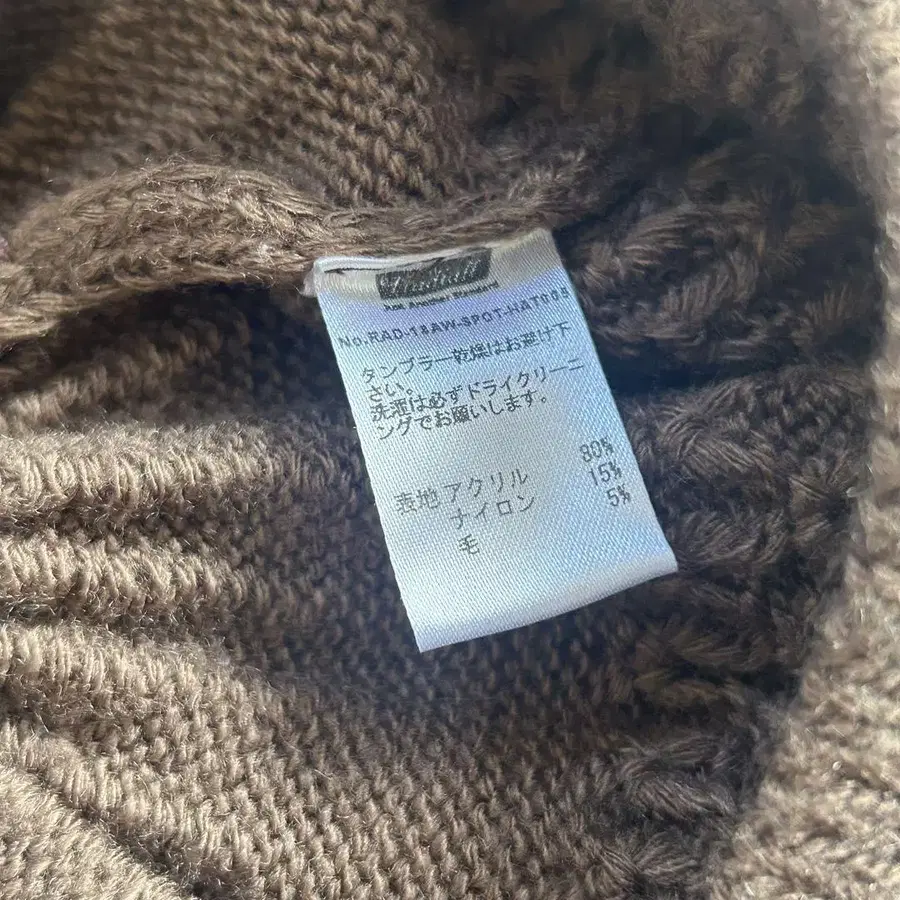 Another Standard
No.RAD-18AW-SPOT-HAT005
タンブラー乾燥はお避け下
さい。
洗濯は必ずドライクリーニ
ングでお願いします。
表地 アクリル 80%
ナイロン 15%
毛 5%